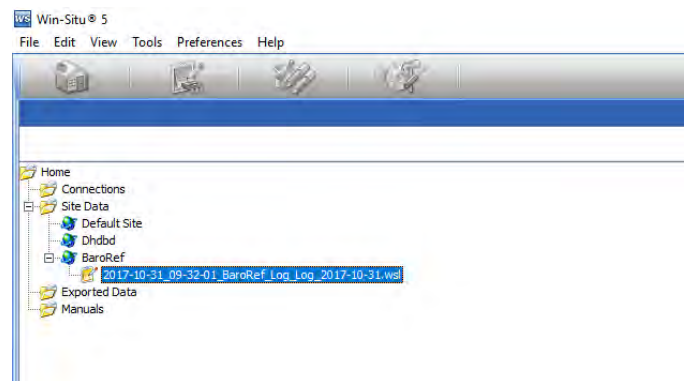 WS Win-Situ® 5
File Edit View Tools Preferences Help
Home
Connections
Site Data
Default Site
Dhdbd
BaroRef
2017-10-31_09-32-01_BaroRef_Log_Log_2017-10-31.wsl
Exported Data
Manuals